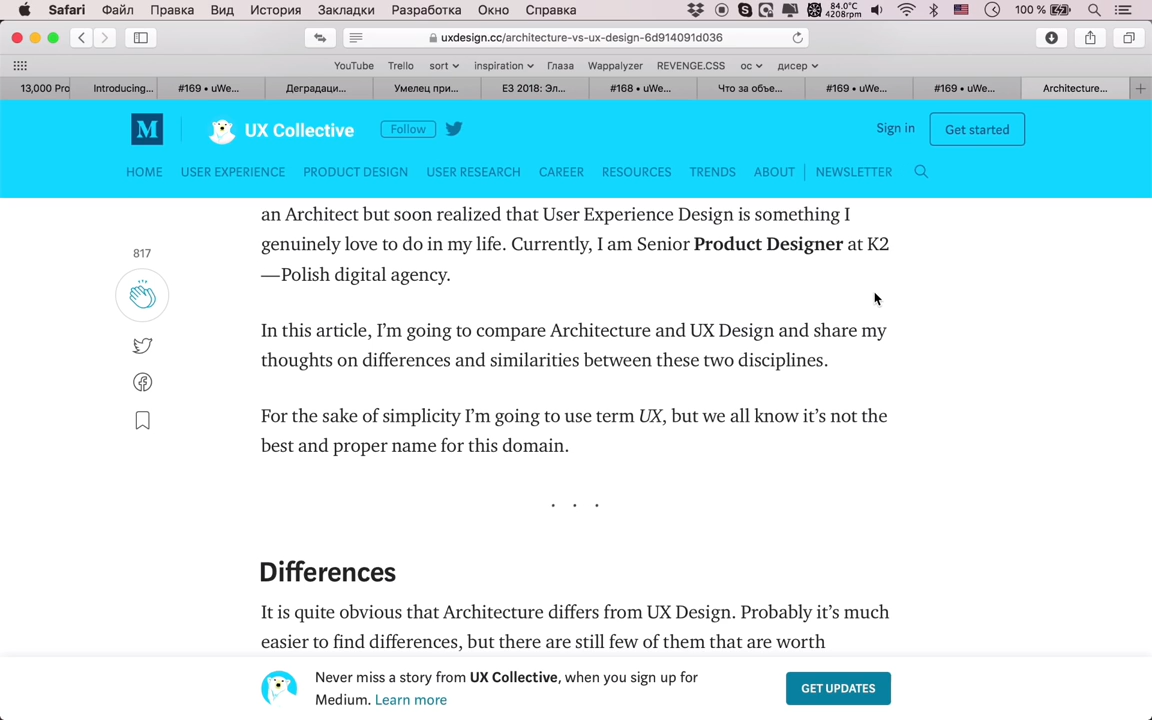 Safari Файл Правка Вид История Закладки Разработка Окно Справка 84.0°C 4208rpm 100 %
uxdesign.cc/architecture-vs-ux-design-6d914091d036
YouTube Trello sort inspiration Глаза Wappalyzer REVENGE.CSS ос дисер
13,000 Pro Introducing... #169 • uWe... Деградаци... Умелец при... E3 2018: Эл... #168 • uWe... Что за объе... #169 • uWe... #169 • uWe... Architecture...
M UX Collective Follow Sign in Get started
HOME USER EXPERIENCE PRODUCT DESIGN USER RESEARCH CAREER RESOURCES TRENDS ABOUT NEWSLETTER
an Architect but soon realized that User Experience Design is something I
genuinely love to do in my life. Currently, I am Senior Product Designer at K2
—Polish digital agency.
817
In this article, I'm going to compare Architecture and UX Design and share my
thoughts on differences and similarities between these two disciplines.
For the sake of simplicity I'm going to use term UX, but we all know it's not the
best and proper name for this domain.
. . .
Differences
It is quite obvious that Architecture differs from UX Design. Probably it's much
easier to find differences, but there are still few of them that are worth
Never miss a story from UX Collective, when you sign up for
Medium. Learn more
GET UPDATES